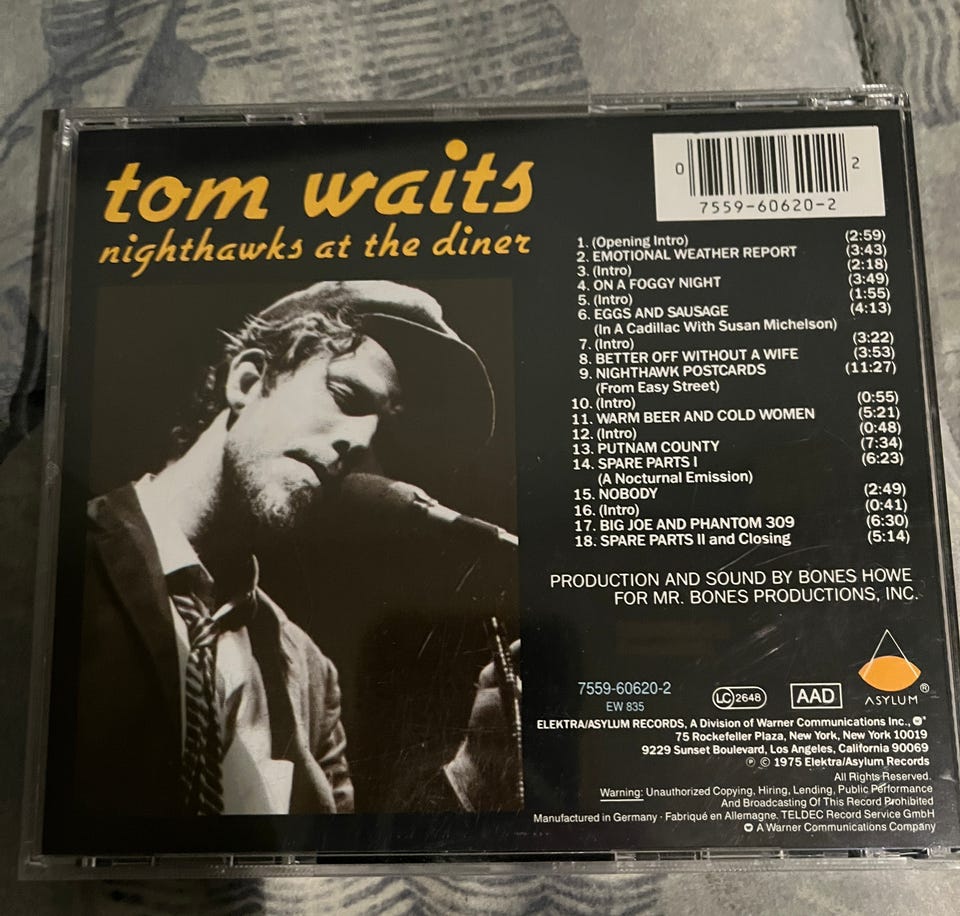 tom waits
nighthawks at the diner
0 2
7559-60620-2
1. (Opening Intro) (2:59)
2. EMOTIONAL WEATHER REPORT (3:43)
3. (Intro) (2:18)
4. ON A FOGGY NIGHT (3:49)
5. (Intro) (1:55)
6. EGGS AND SAUSAGE (4:13)
(In A Cadillac With Susan Michelson)
7. (Intro) (3:22)
8. BETTER OFF WITHOUT A WIFE (3:53)
9. NIGHTHAWK POSTCARDS (11:27)
(From Easy Street)
10. (Intro) (0:55)
11. WARM BEER AND COLD WOMEN (5:21)
12. (Intro) (0:48)
13. PUTNAM COUNTY (7:34)
14. SPARE PARTS I (6:23)
(A Nocturnal Emission)
15. NOBODY (2:49)
16. (Intro) (0:41)
17. BIG JOE AND PHANTOM 309 (6:30)
18. SPARE PARTS II and Closing (5:14)
PRODUCTION AND SOUND BY BONES HOWE
FOR MR. BONES PRODUCTIONS, INC.
7559-60620-2
EW 835
LC 2648
AAD
ASYLUM ®
ELEKTRA/ASYLUM RECORDS, A Division of Warner Communications Inc.,
75 Rockefeller Plaza, New York, New York 10019
9229 Sunset Boulevard, Los Angeles, California 90069
℗ © 1975 Elektra/Asylum Records
All Rights Reserved.
Warning: Unauthorized Copying, Hiring, Lending, Public Performance
And Broadcasting Of This Record Prohibited
Manufactured in Germany · Fabriqué en Allemagne. TELDEC Record Service GmbH
A Warner Communications Company